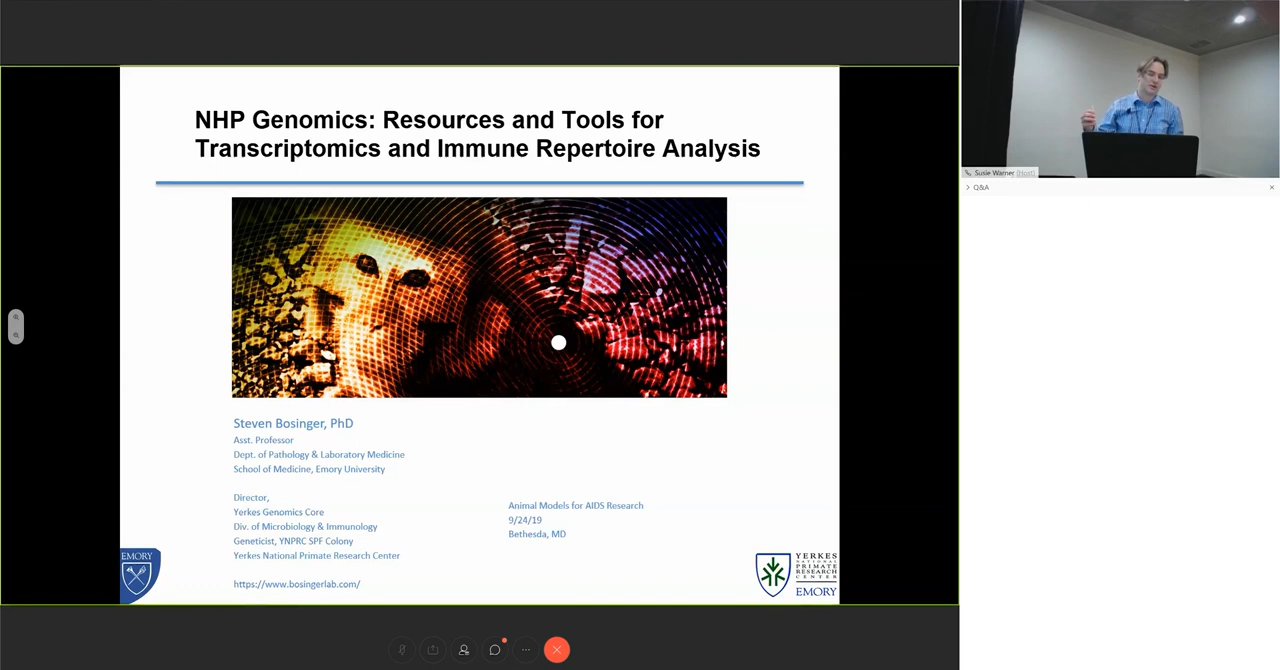 NHP Genomics: Resources and Tools for
Transcriptomics and Immune Repertoire Analysis
Steven Bosinger, PhD
Asst. Professor
Dept. of Pathology & Laboratory Medicine
School of Medicine, Emory University
Director,
Yerkes Genomics Core
Div. of Microbiology & Immunology
Geneticist, YNPRC SPF Colony
Yerkes National Primate Research Center
https://www.bosingerlab.com/
Animal Models for AIDS Research
9/24/19
Bethesda, MD
EMORY
YERKES
NATIONAL
PRIMATE
RESEARCH
CENTER
EMORY
Susie Warner (Host)
Q&A